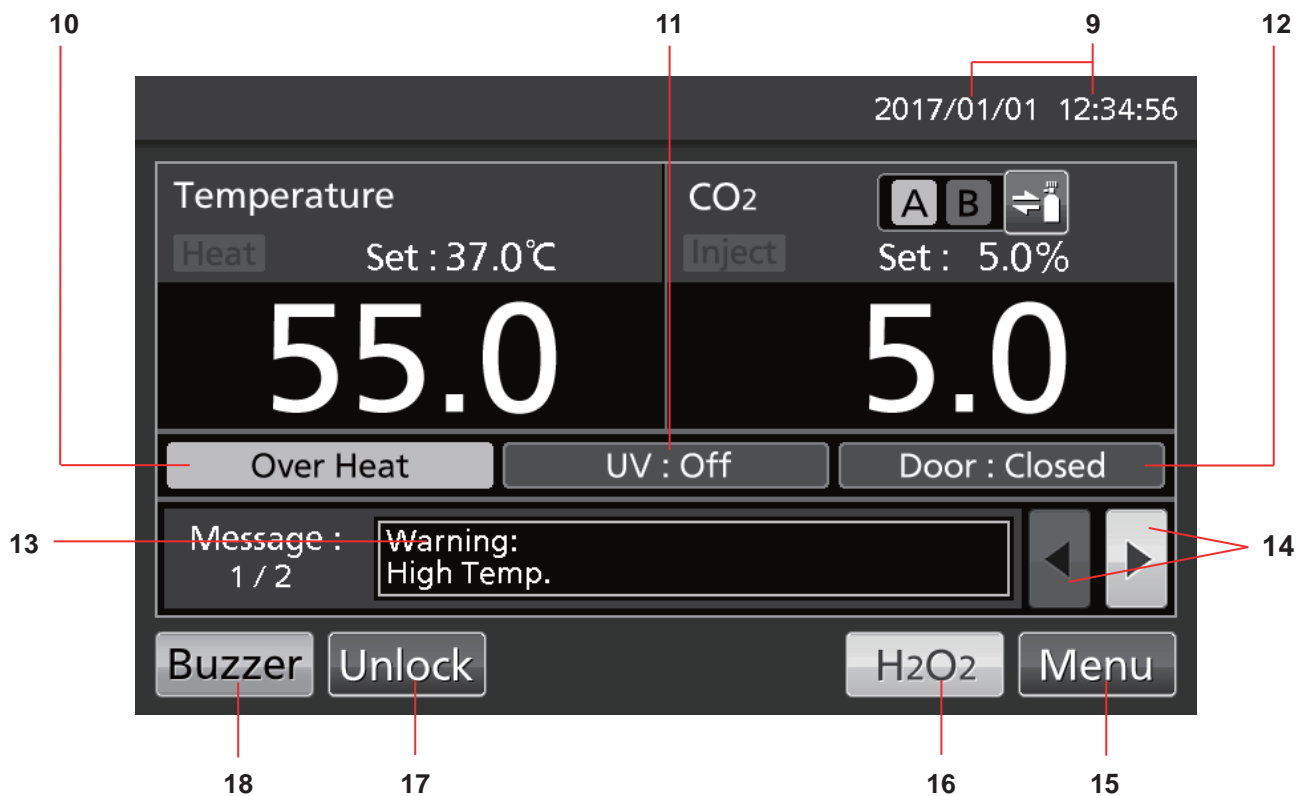 10 11 9 12
2017/01/01 12:34:56
Temperature
CO2 A B
Heat Set : 37.0℃
Inject Set : 5.0%
55.0
5.0
Over Heat UV : Off Door : Closed
13 Message : Warning: 14
1 / 2 High Temp.
Buzzer Unlock H2O2 Menu
18 17 16 15